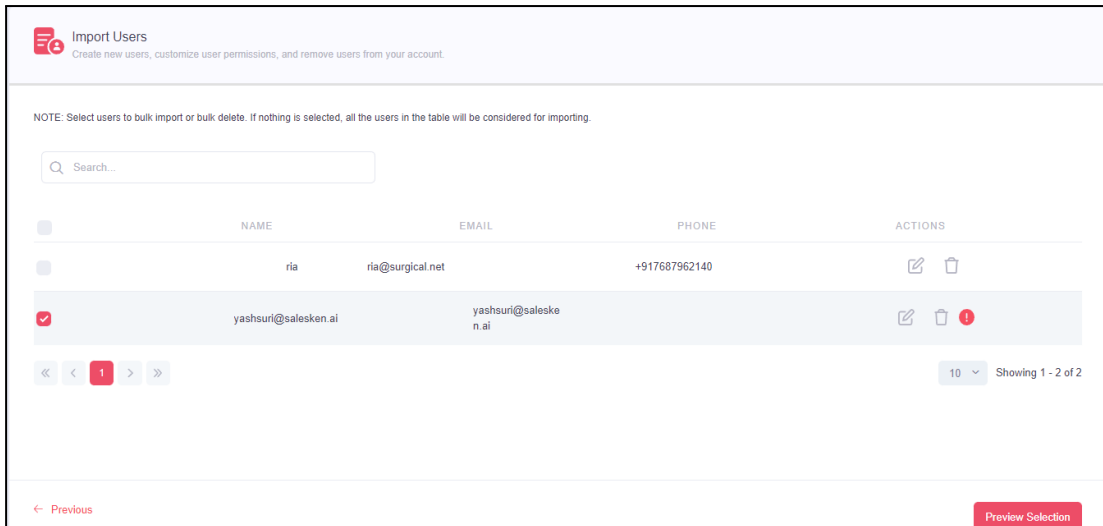 Import Users
Create new users, customize user permissions, and remove users from your account.
NOTE: Select users to bulk import or bulk delete. If nothing is selected, all the users in the table will be considered for importing.
Search...
NAME EMAIL PHONE ACTIONS
ria ria@surgical.net +917687962140
yashsuri@salesken.ai yashsuri@saleske
n.ai
1
10 Showing 1 - 2 of 2
Previous
Preview Selection